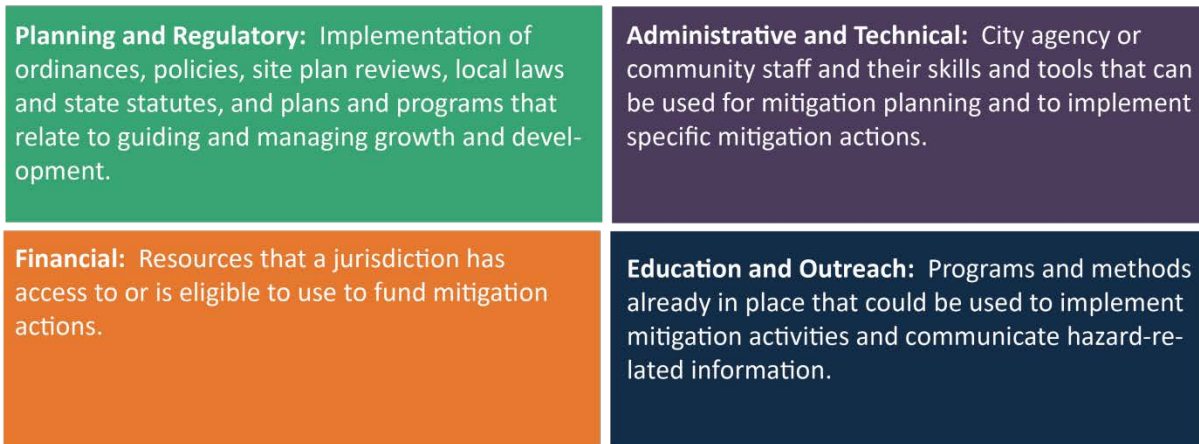 Planning and Regulatory: Implementation of
ordinances, policies, site plan reviews, local laws
and state statutes, and plans and programs that
relate to guiding and managing growth and devel-
opment.
Administrative and Technical: City agency or
community staff and their skills and tools that can
be used for mitigation planning and to implement
specific mitigation actions.
Financial: Resources that a jurisdiction has
access to or is eligible to use to fund mitigation
actions.
Education and Outreach: Programs and methods
already in place that could be used to implement
mitigation activities and communicate hazard-re-
lated information.